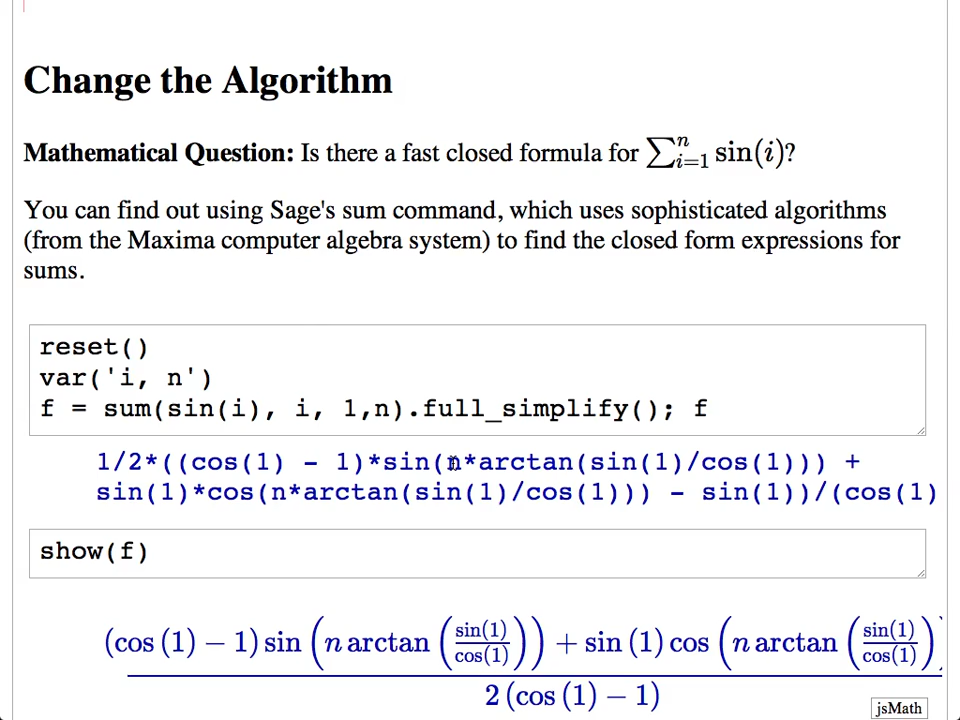 Change the Algorithm
Mathematical Question: Is there a fast closed formula for ∑_{i=1}^{n} sin(i)?
You can find out using Sage's sum command, which uses sophisticated algorithms
(from the Maxima computer algebra system) to find the closed form expressions for
sums.
reset()
var('i, n')
f = sum(sin(i), i, 1,n).full_simplify(); f
1/2*((cos(1) - 1)*sin(n*arctan(sin(1)/cos(1))) +
sin(1)*cos(n*arctan(sin(1)/cos(1))) - sin(1))/(cos(1)
show(f)
(cos (1) − 1) sin (n arctan (sin(1)/cos(1))) + sin (1) cos (n arctan (sin(1)/cos(1))
2 (cos (1) − 1)
jsMath